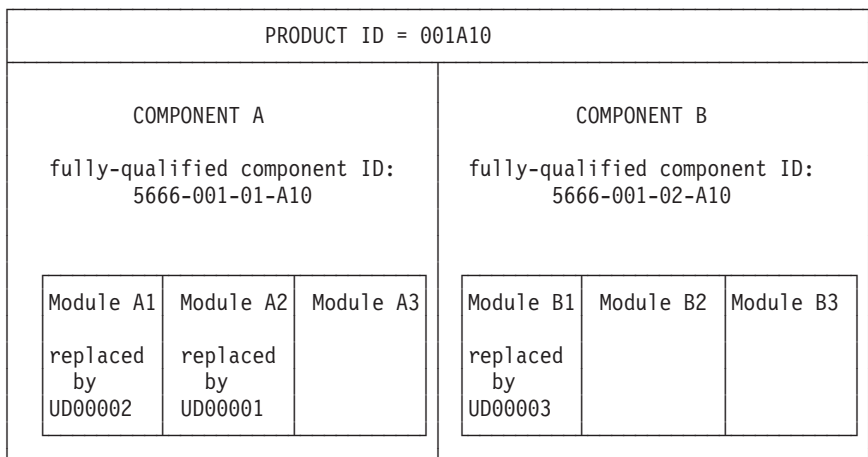 PRODUCT ID = 001A10
COMPONENT A
fully-qualified component ID:
5666-001-01-A10
Module A1 Module A2 Module A3
replaced replaced
by by
UD00002 UD00001
COMPONENT B
fully-qualified component ID:
5666-001-02-A10
Module B1 Module B2 Module B3
replaced
by
UD00003